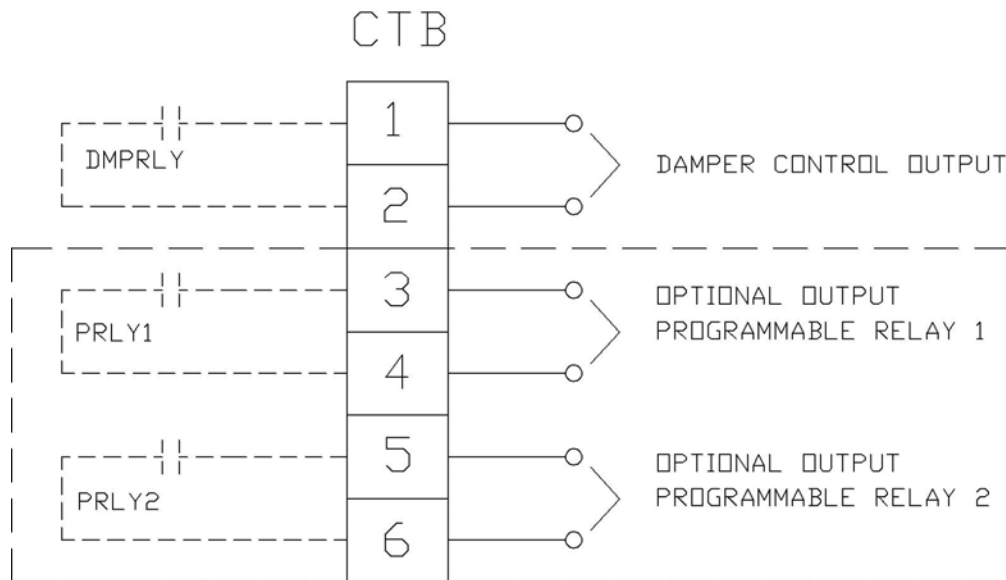 CTB
1
DMPRLY
DAMPER CONTROL OUTPUT
2
3
OPTIONAL OUTPUT
PRLY1
PROGRAMMABLE RELAY 1
4
5
OPTIONAL OUTPUT
PRLY2
PROGRAMMABLE RELAY 2
6